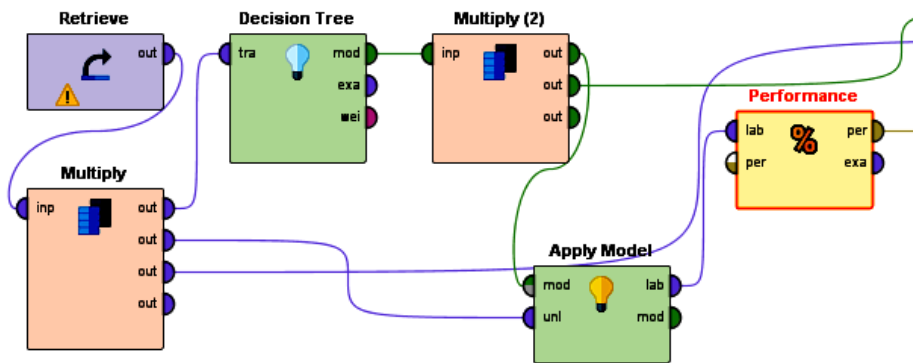 Retrieve
out
Decision Tree
tra
mod
exa
wei
Multiply (2)
inp
out
out
out
Performance
lab
per
per
exa
%
Multiply
inp
out
out
out
out
Apply Model
mod
lab
unl
mod